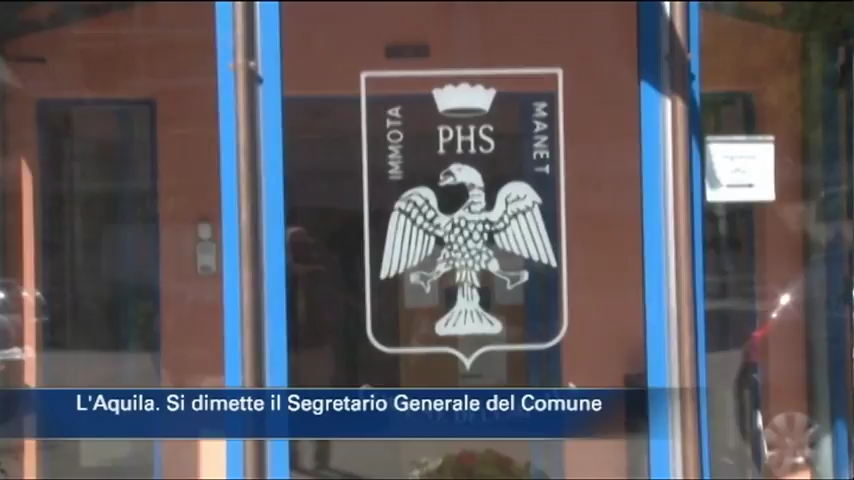 IMMOTA
PHS
MANET
L'Aquila. Si dimette il Segretario Generale del Comune